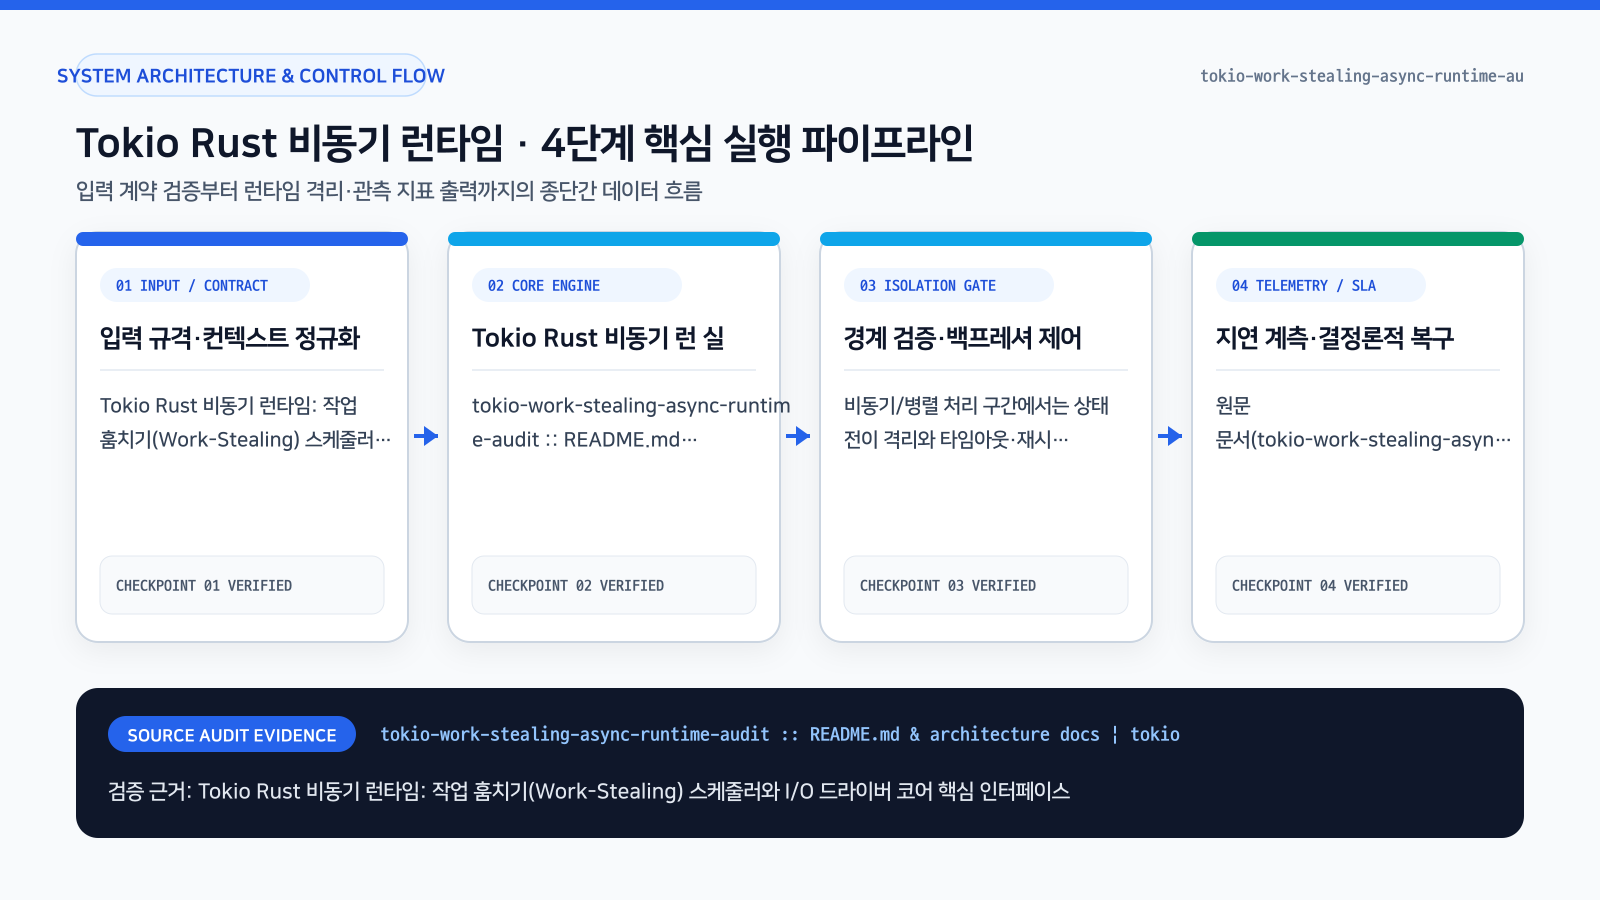 SYSTEM ARCHITECTURE & CONTROL FLOW
tokio-work-stealing-async-runtime-au
Tokio Rust 비동기 런타임 · 4단계 핵심 실행 파이프라인
입력 계약 검증부터 런타임 격리·관측 지표 출력까지의 종단간 데이터 흐름
01 INPUT / CONTRACT
입력 규격·컨텍스트 정규화
Tokio Rust 비동기 런타임: 작업
훔치기(Work-Stealing) 스케줄러…
CHECKPOINT 01 VERIFIED
02 CORE ENGINE
Tokio Rust 비동기 런 실
tokio-work-stealing-async-runtim
e-audit :: README.md…
CHECKPOINT 02 VERIFIED
03 ISOLATION GATE
경계 검증·백프레셔 제어
비동기/병렬 처리 구간에서는 상태
전이 격리와 타임아웃·재시…
CHECKPOINT 03 VERIFIED
04 TELEMETRY / SLA
지연 계측·결정론적 복구
원문
문서(tokio-work-stealing-asyn…
CHECKPOINT 04 VERIFIED
SOURCE AUDIT EVIDENCE
tokio-work-stealing-async-runtime-audit :: README.md & architecture docs | tokio
검증 근거: Tokio Rust 비동기 런타임: 작업 훔치기(Work-Stealing) 스케줄러와 I/O 드라이버 코어 핵심 인터페이스